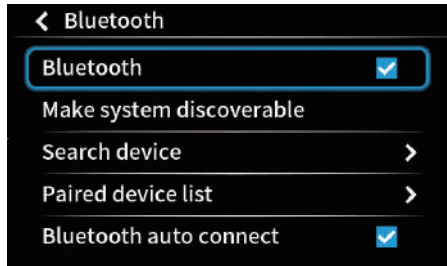 Bluetooth
Bluetooth
Make system discoverable
Search device
Paired device list
Bluetooth auto connect